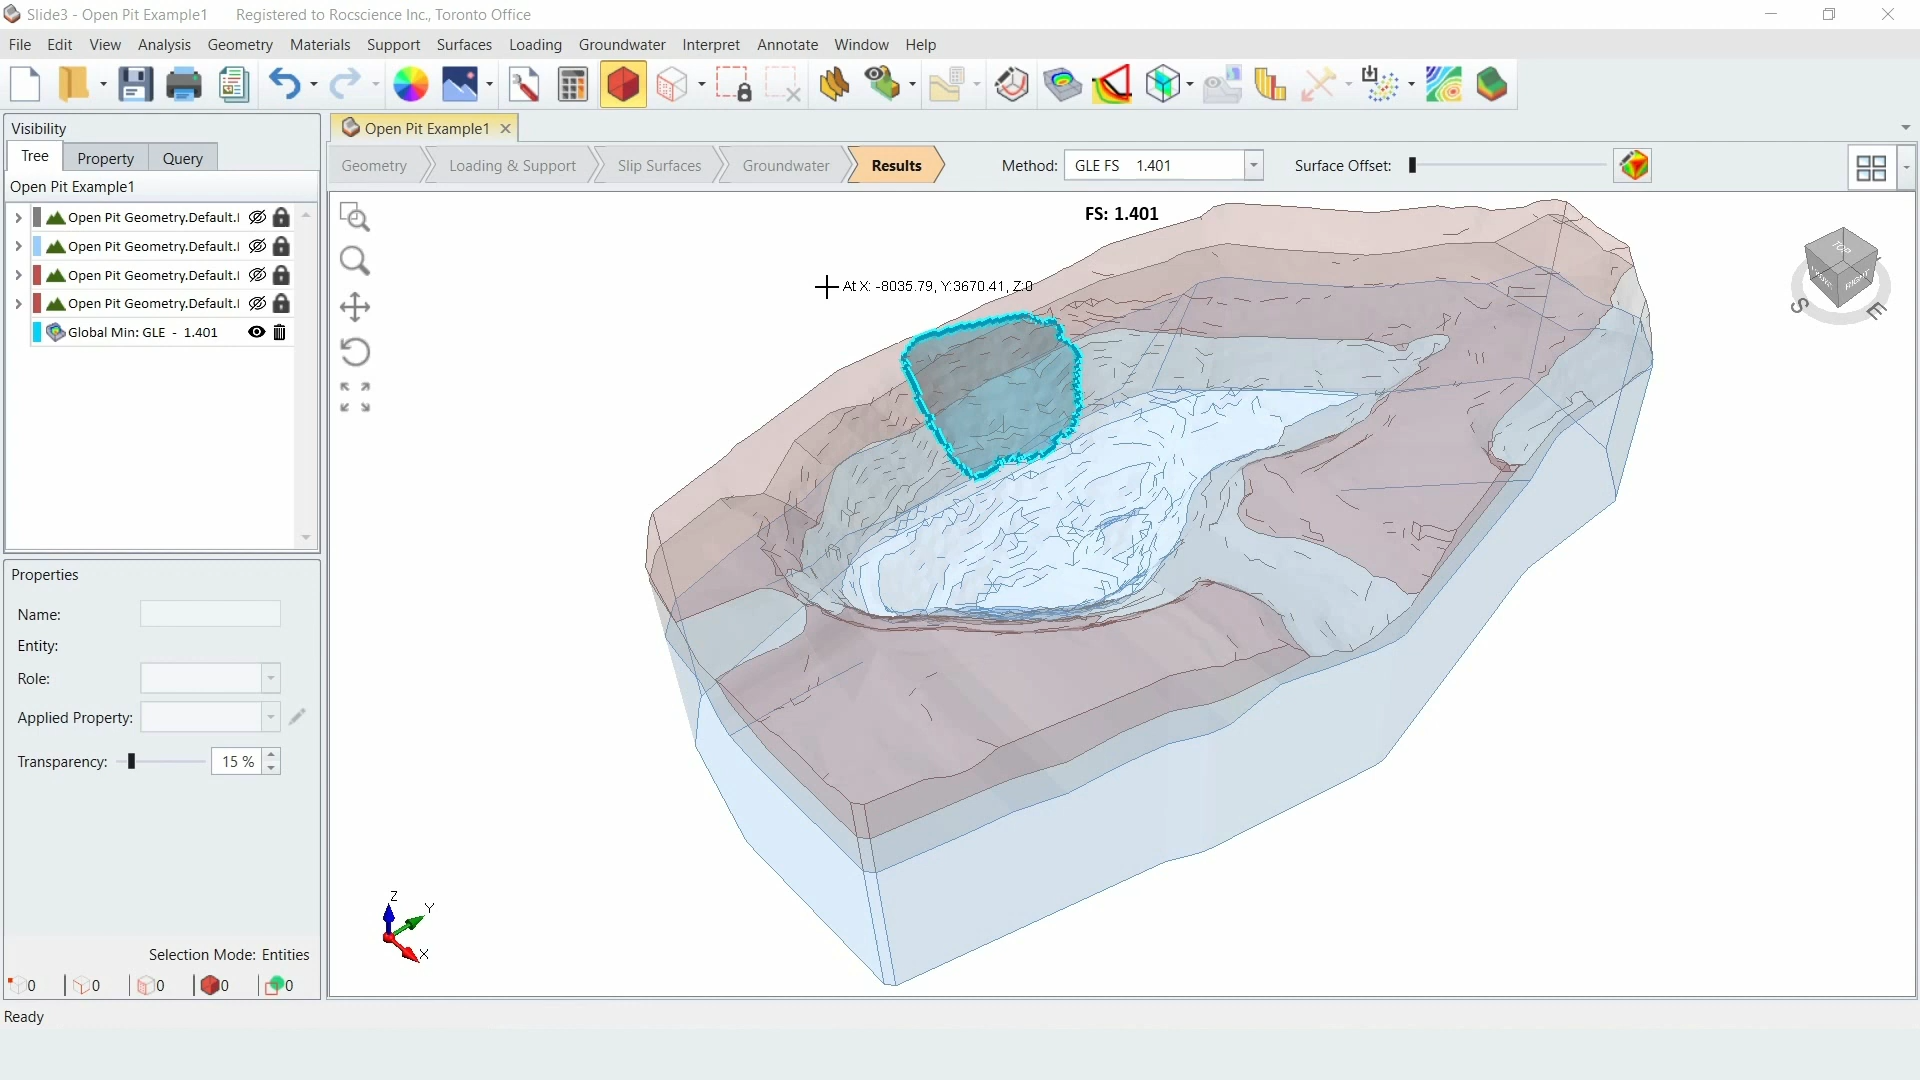 Slide3 - Open Pit Example1 Registered to Rocscience Inc., Toronto Office
File Edit View Analysis Geometry Materials Support Surfaces Loading Groundwater Interpret Annotate Window Help
Visibility
Open Pit Example1
Tree Property Query
Geometry Loading & Support Slip Surfaces Groundwater Results Method: GLE FS 1.401 Surface Offset:
Open Pit Example1
Open Pit Geometry.Default.
Open Pit Geometry.Default.
Open Pit Geometry.Default.
Open Pit Geometry.Default.
Global Min: GLE - 1.401
FS: 1.401
At X: -8035.79, Y:3670.41, Z:0
TOP
RIGHT
S
E
Properties
Name:
Entity:
Role:
Applied Property:
Transparency: 15 %
Z
Y
X
Selection Mode: Entities
0 0 0 0 0
Ready